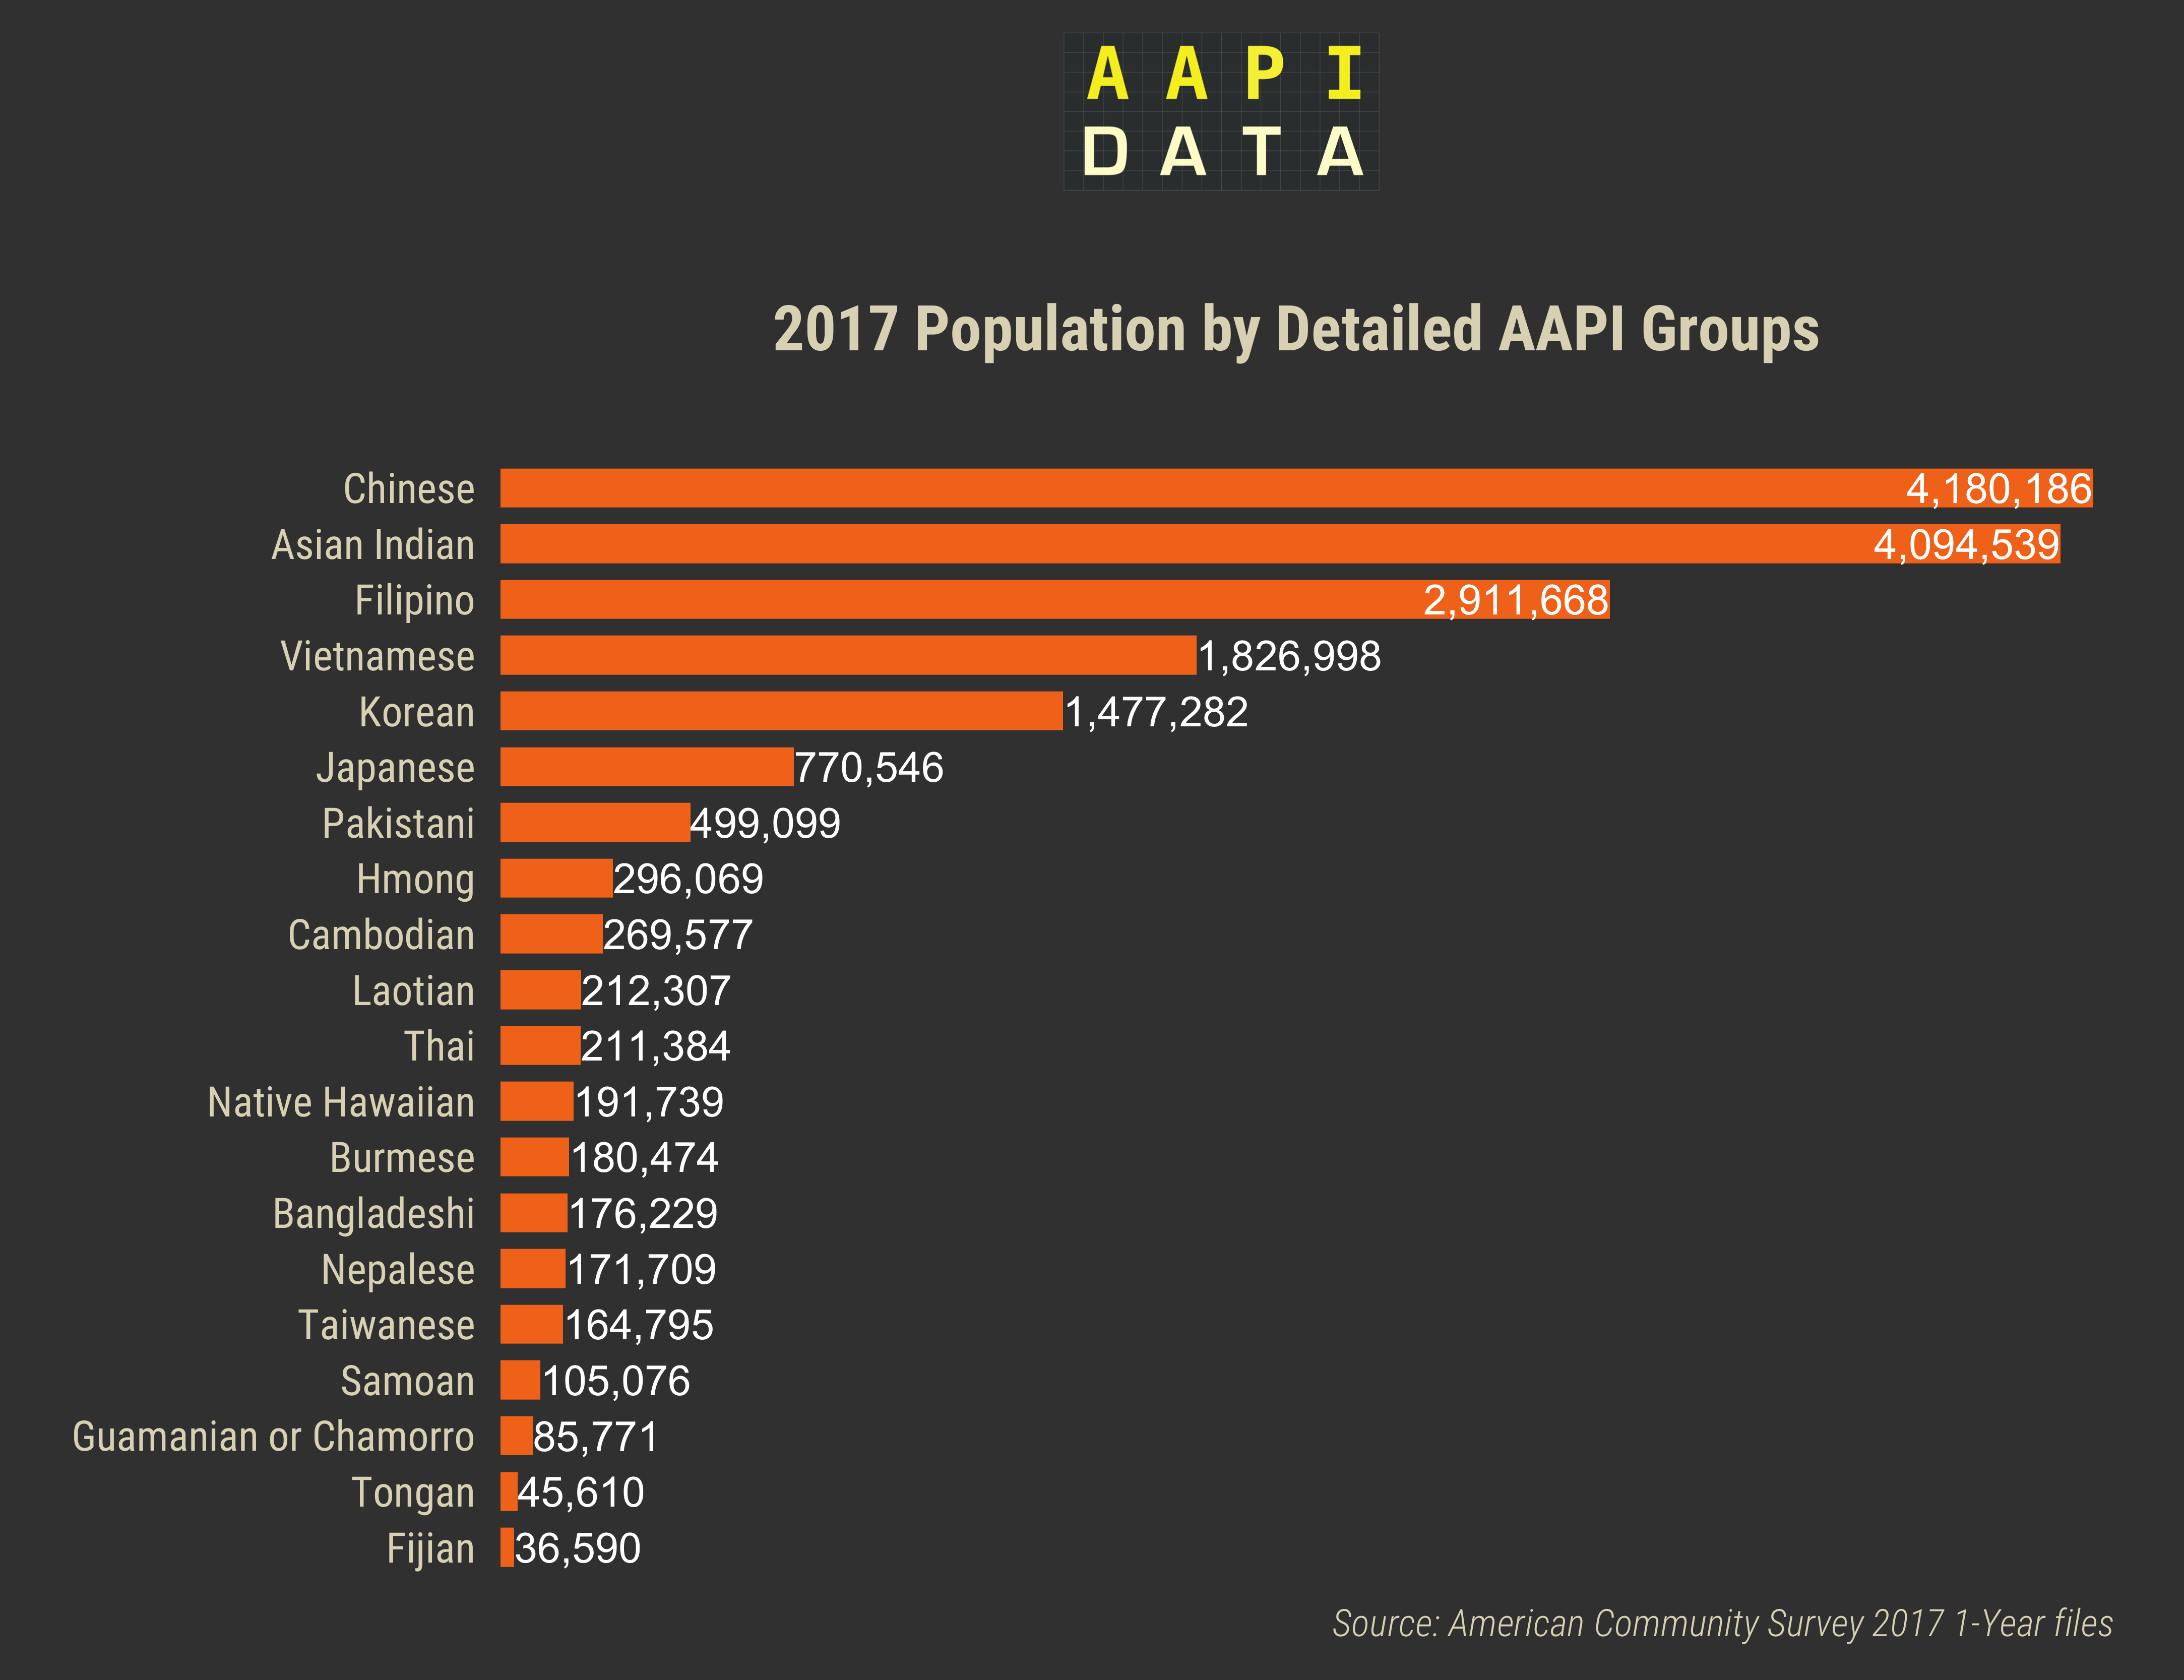 AAPI
DATA
2017 Population by Detailed AAPI Groups
Chinese 4,180,186
Asian Indian 4,094,539
Filipino 2,911,668
Vietnamese 1,826,998
Korean 1,477,282
Japanese 770,546
Pakistani 499,099
Hmong 296,069
Cambodian 269,577
Laotian 212,307
Thai 211,384
Native Hawaiian 191,739
Burmese 180,474
Bangladeshi 176,229
Nepalese 171,709
Taiwanese 164,795
Samoan 105,076
Guamanian or Chamorro 85,771
Tongan 45,610
Fijian 36,590
Source: American Community Survey 2017 1-Year files